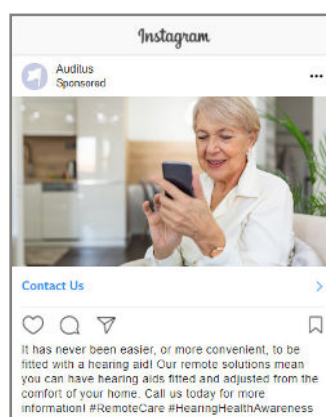 Instagram
Auditus
Sponsored
Contact Us
It has never been easier, or more convenient, to be
fitted with a hearing aid! Our remote solutions mean
you can have hearing aids fitted and adjusted from the
comfort of your home. Call us today for more
information! #RemoteCare #HearingHealthAwareness